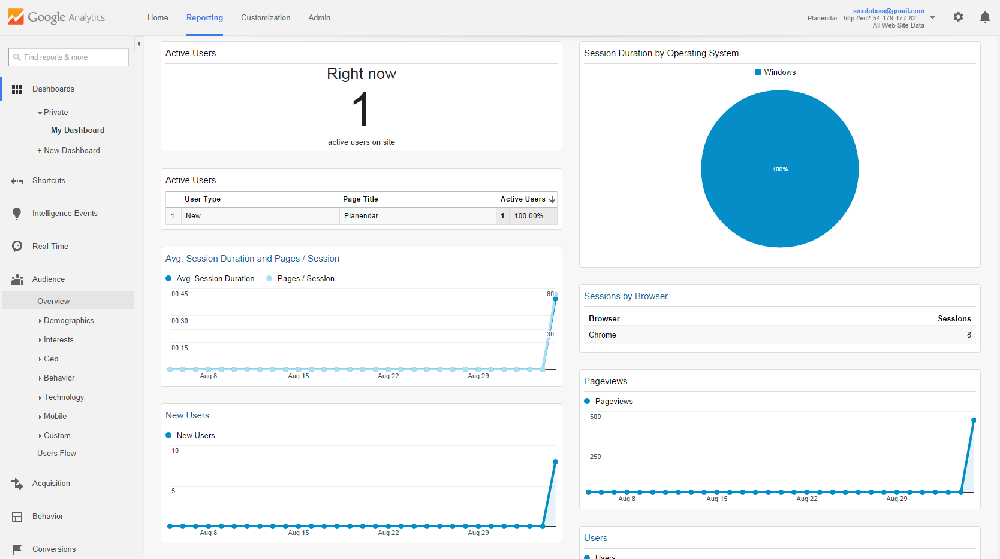 Google Analytics
Home
Reporting
Customization
Admin
ssxdotxss@gmail.com
Planendar - http://ec2-54-179-177-82....
All Web Site Data
Find reports & more
Dashboards
Private
My Dashboard
+ New Dashboard
Shortcuts
Intelligence Events
Real-Time
Audience
Overview
Demographics
Interests
Geo
Behavior
Technology
Mobile
Custom
Users Flow
Acquisition
Behavior
Conversions
Active Users
Right now
1
active users on site
Active Users
User Type Page Title Active Users
1. New Planendar 1 100.00%
Avg. Session Duration and Pages / Session
Avg. Session Duration Pages / Session
00:45 60
00:30
30
00:15
Aug 8 Aug 15 Aug 22 Aug 29
New Users
New Users
10
5
Aug 8 Aug 15 Aug 22 Aug 29
Session Duration by Operating System
Windows
100%
Sessions by Browser
Browser Sessions
Chrome 8
Pageviews
Pageviews
500
250
Aug 8 Aug 15 Aug 22 Aug 29
Users
Users